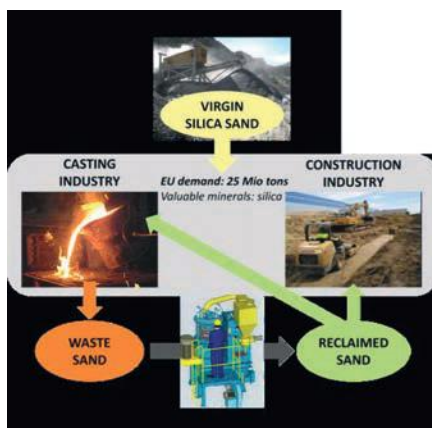 VIRGIN
SILICA SAND
CASTING
INDUSTRY
CONSTRUCTION
INDUSTRY
EU demand: 25 Mio tons
Valuable minerals: silica
WASTE
SAND
RECLAIMED
SAND